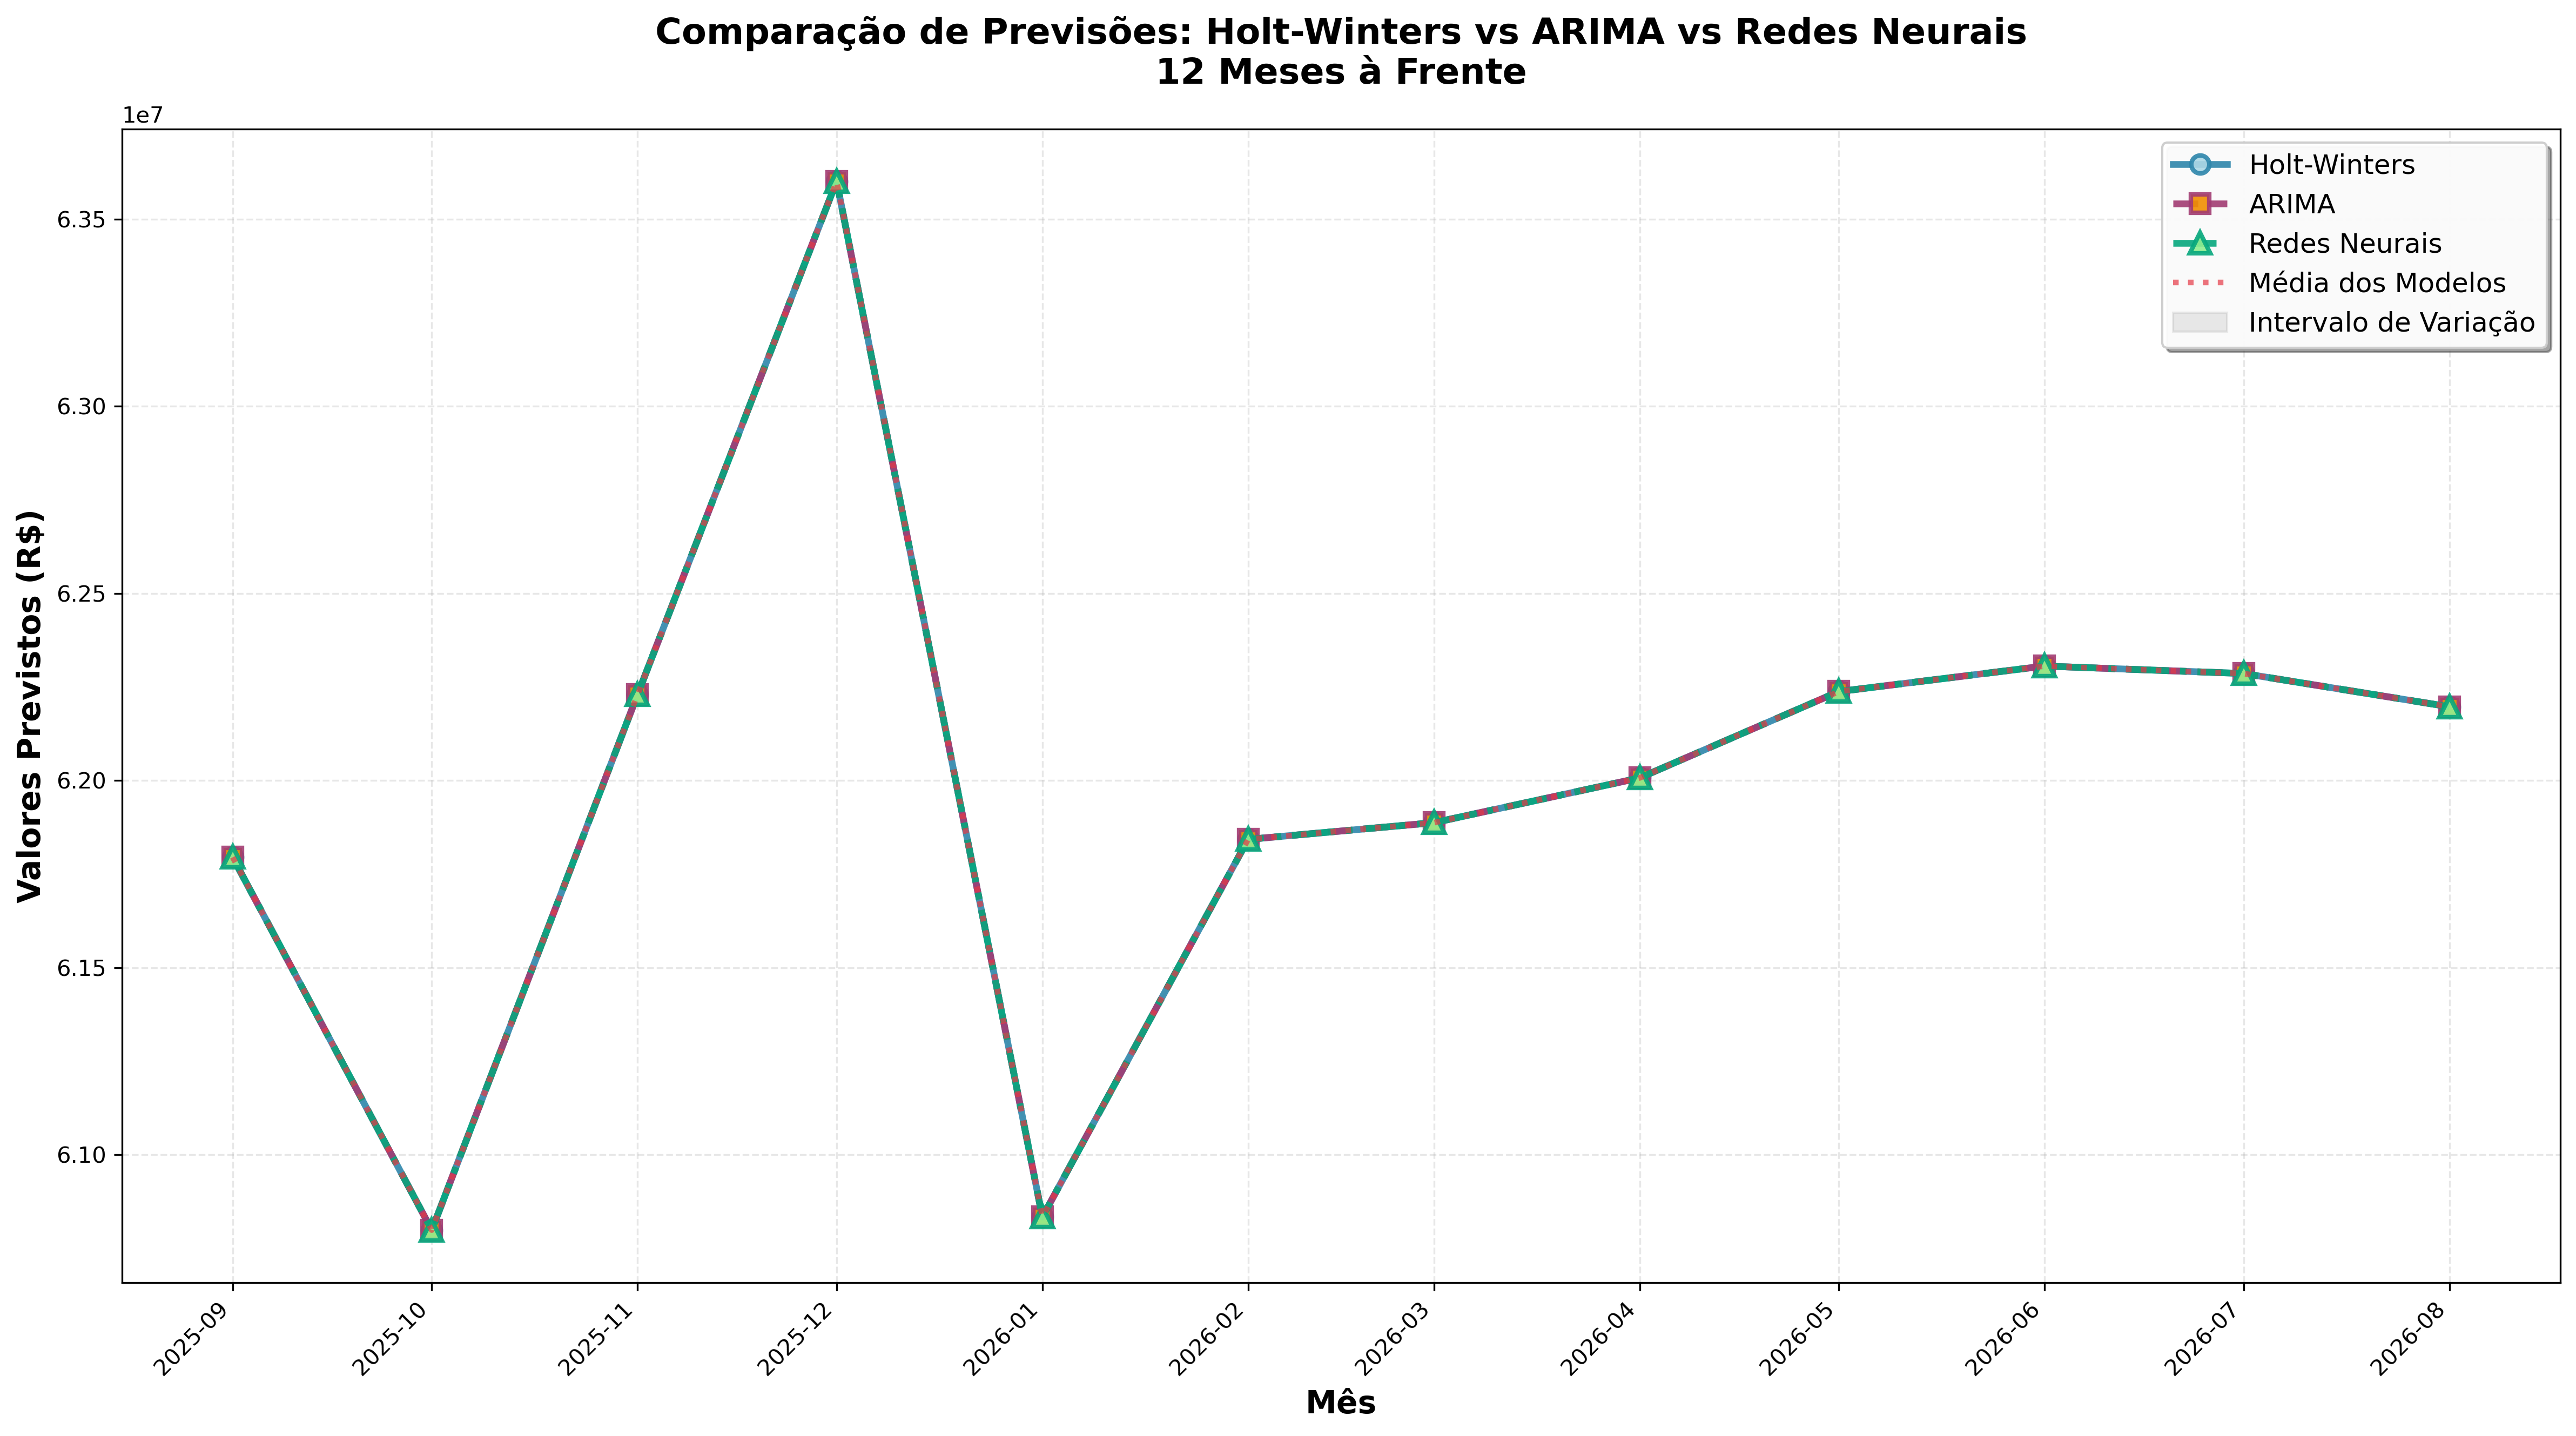 Comparação de Previsões: Holt-Winters vs ARIMA vs Redes Neurais
12 Meses à Frente
1e7
Holt-Winters
ARIMA
Redes Neurais
Média dos Modelos
Intervalo de Variação
Valores Previstos (R$)
6.35
6.30
6.25
6.20
6.15
6.10
2025-09
2025-10
2025-11
2025-12
2026-01
2026-02
2026-03
2026-04
2026-05
2026-06
2026-07
2026-08
Mês